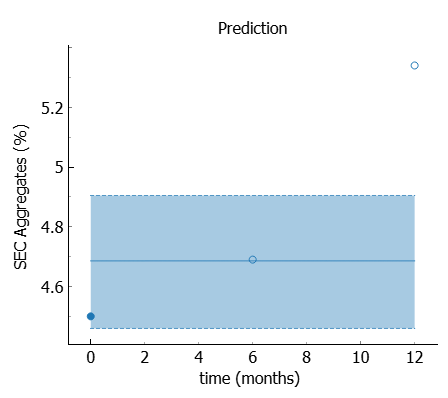 Prediction
SEC Aggregates (%)
5.2
5
4.8
4.6
0 2 4 6 8 10 12
time (months)